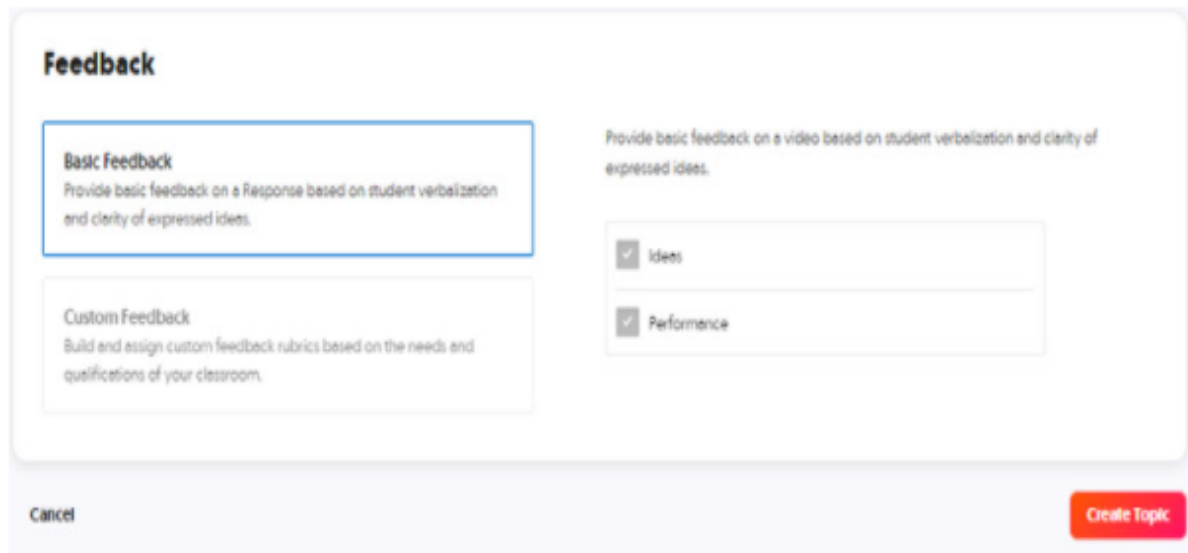 Feedback
Basic Feedback
Provide basic feedback on a Response based on student verbalization
and clarity of expressed ideas.
Custom Feedback
Build and assign custom feedback rubrics based on the needs and
qualifications of your classroom.
Provide basic feedback on a video based on student verbalization and clarity of
expressed ideas.
Ideas
Performance
Cancel
Create Topic